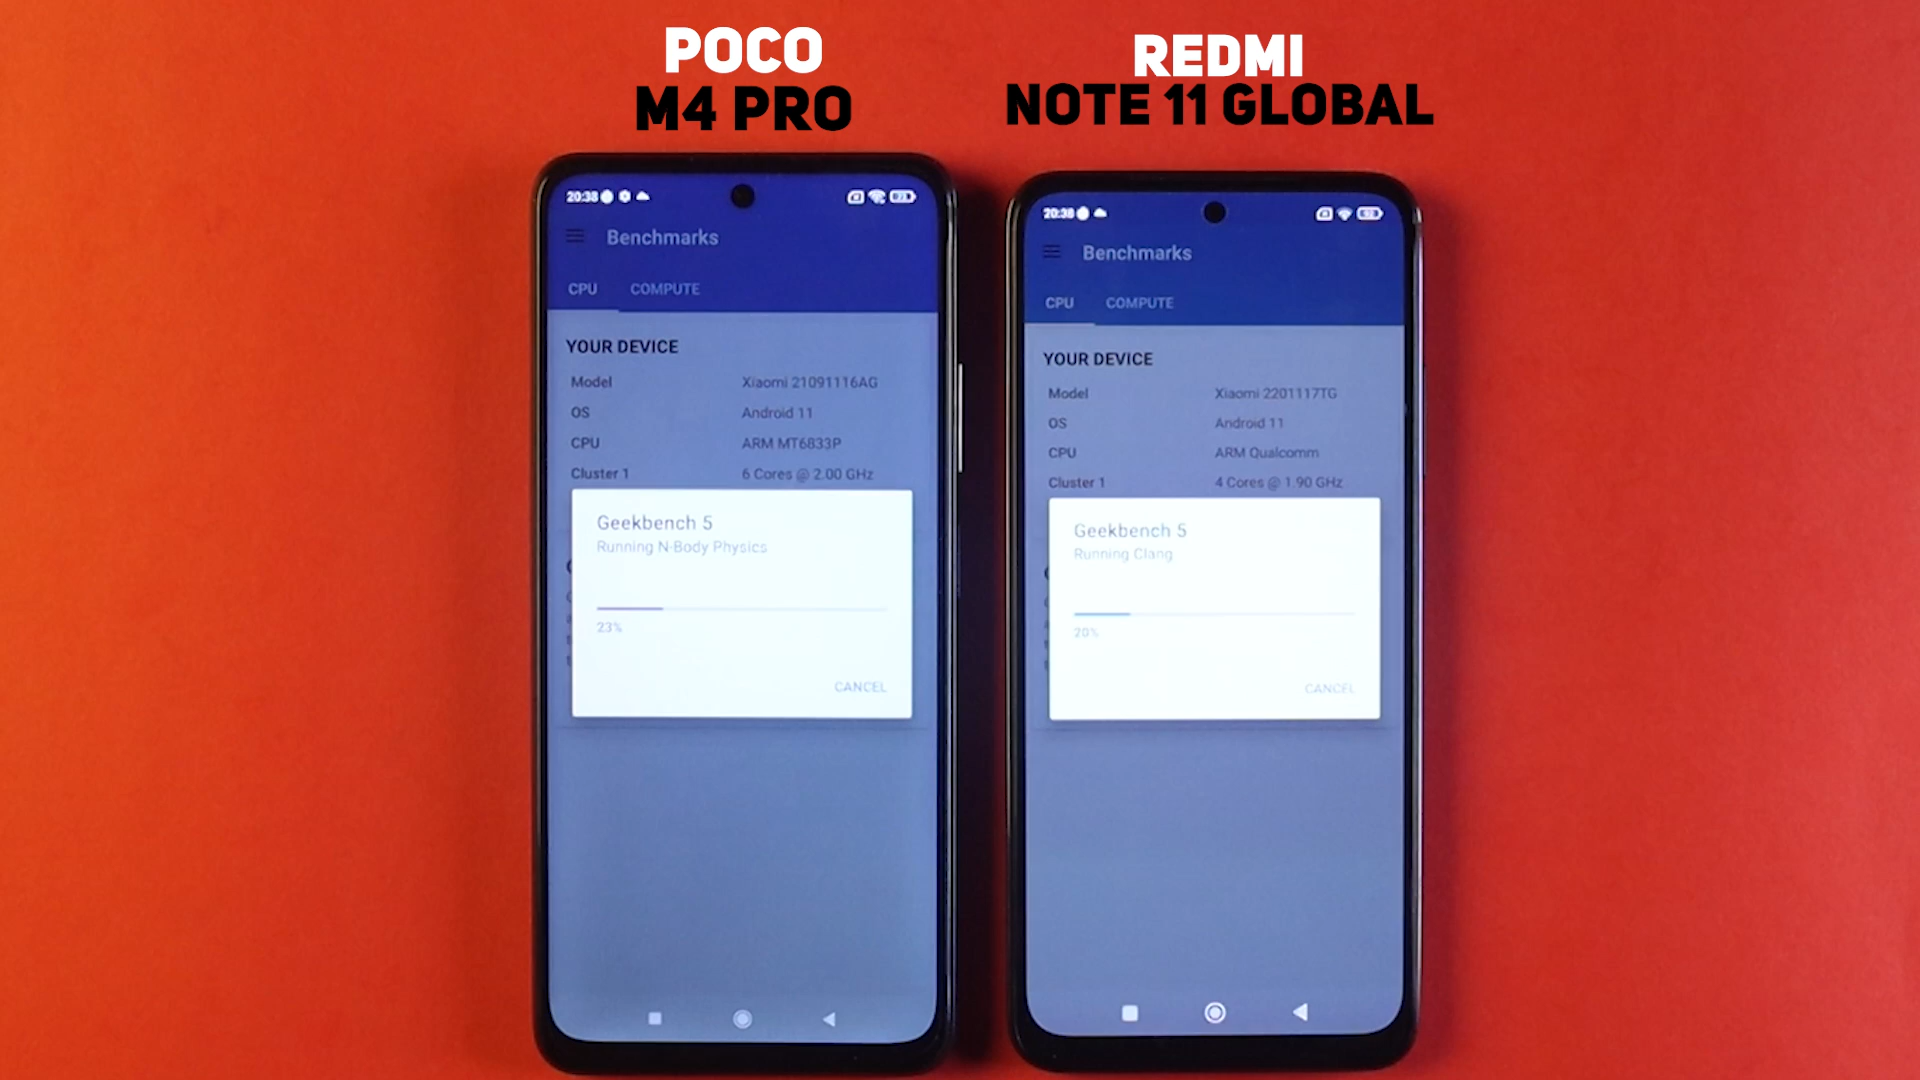 POCO
M4 PRO
REDMI
NOTE 11 GLOBAL
20:38
Benchmarks
CPU COMPUTE
YOUR DEVICE
Model Xiaomi 21091116AG
OS Android 11
CPU ARM MT6833P
Cluster 1 6 Cores @ 2.00 GHz
Geekbench 5
Running N-Body Physics
23%
CANCEL
20:38
Benchmarks
CPU COMPUTE
YOUR DEVICE
Model Xiaomi 2201117TG
OS Android 11
CPU ARM Qualcomm
Cluster 1 4 Cores @ 1.90 GHz
Geekbench 5
Running Clang
20%
CANCEL